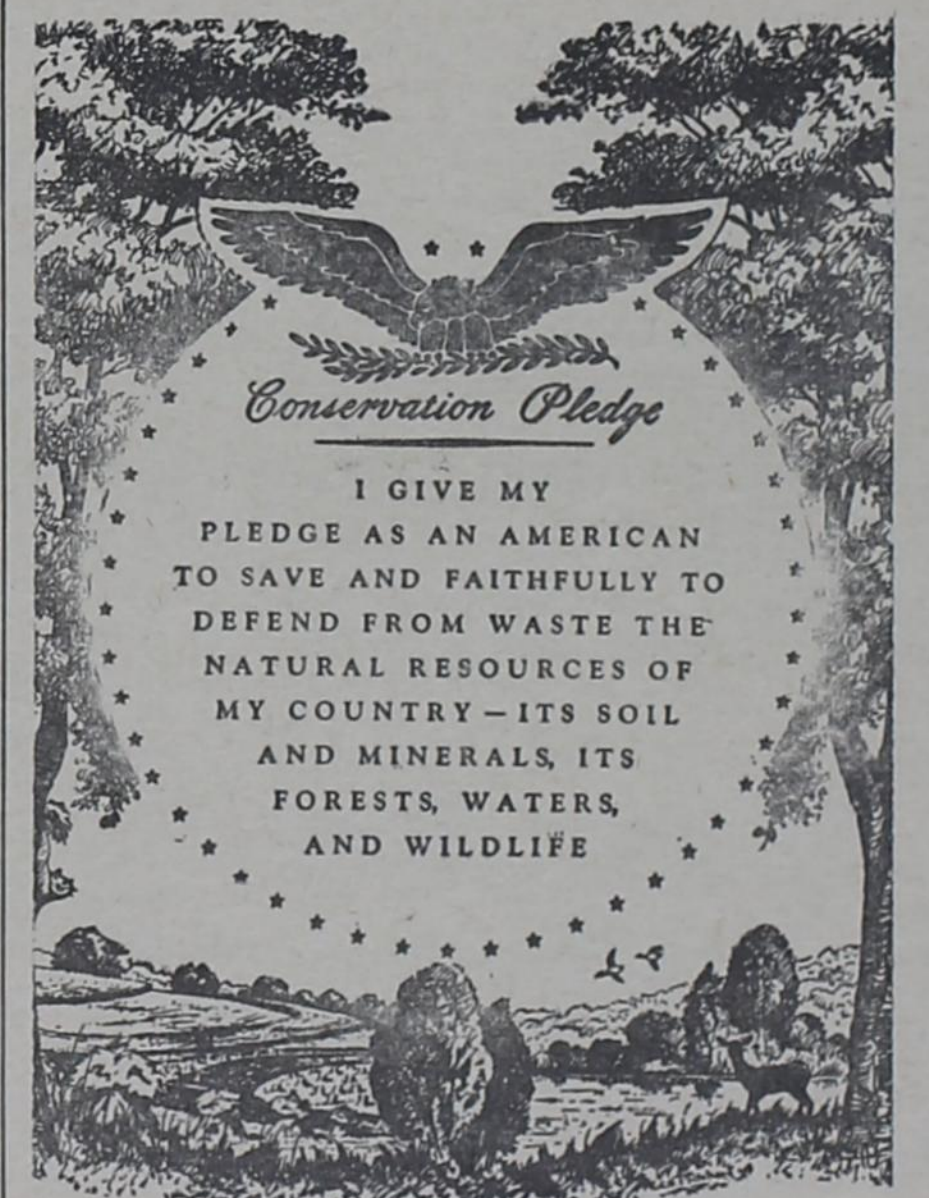 Conservation Pledge
I GIVE MY
PLEDGE AS AN AMERICAN
TO SAVE AND FAITHFULLY TO
DEFEND FROM WASTE THE
NATURAL RESOURCES OF
MY COUNTRY — ITS SOIL
AND MINERALS, ITS
FORESTS, WATERS,
AND WILDLIFE